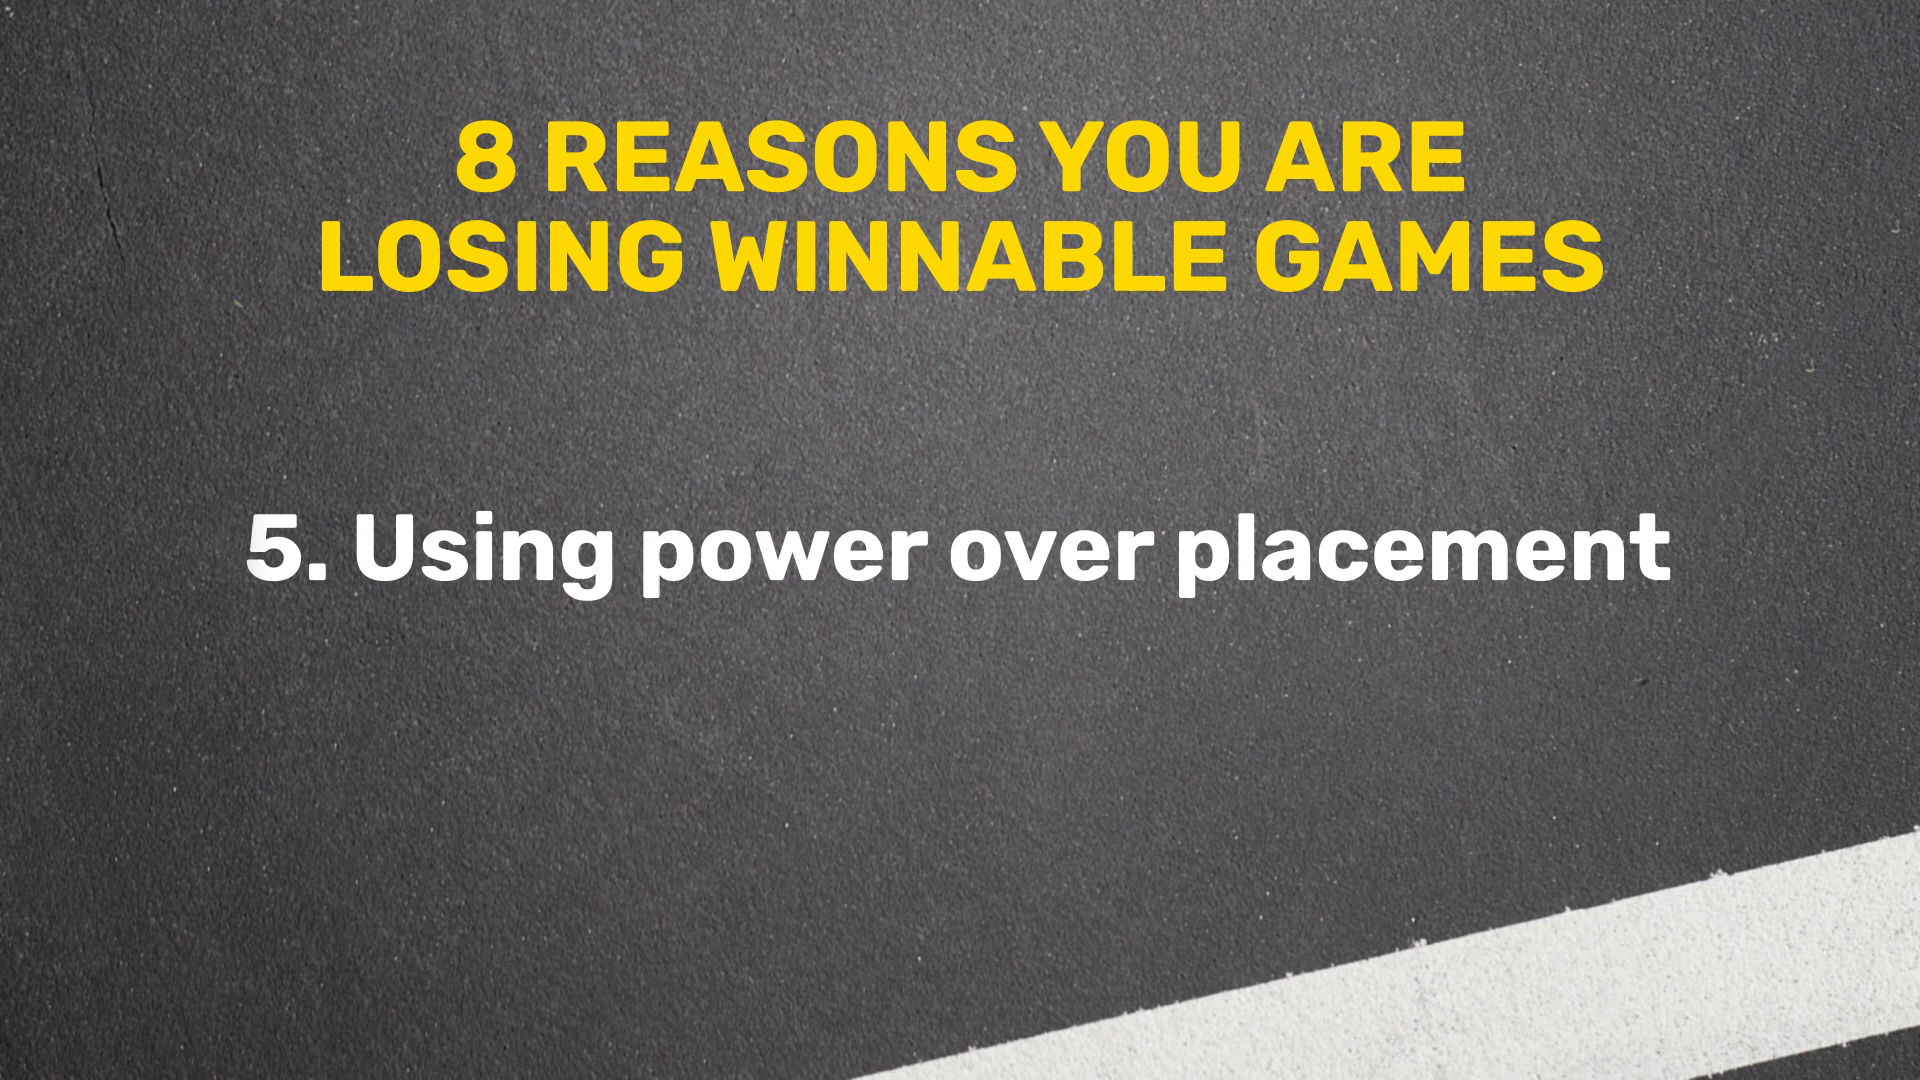 8 REASONS YOU ARE
LOSING WINNABLE GAMES
5. Using power over placement